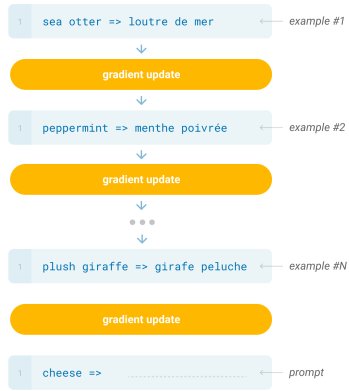 1 sea otter => loutre de mer example #1
gradient update
1 peppermint => menthe poivrée example #2
gradient update
1 plush giraffe => girafe peluche example #N
gradient update
1 cheese => prompt